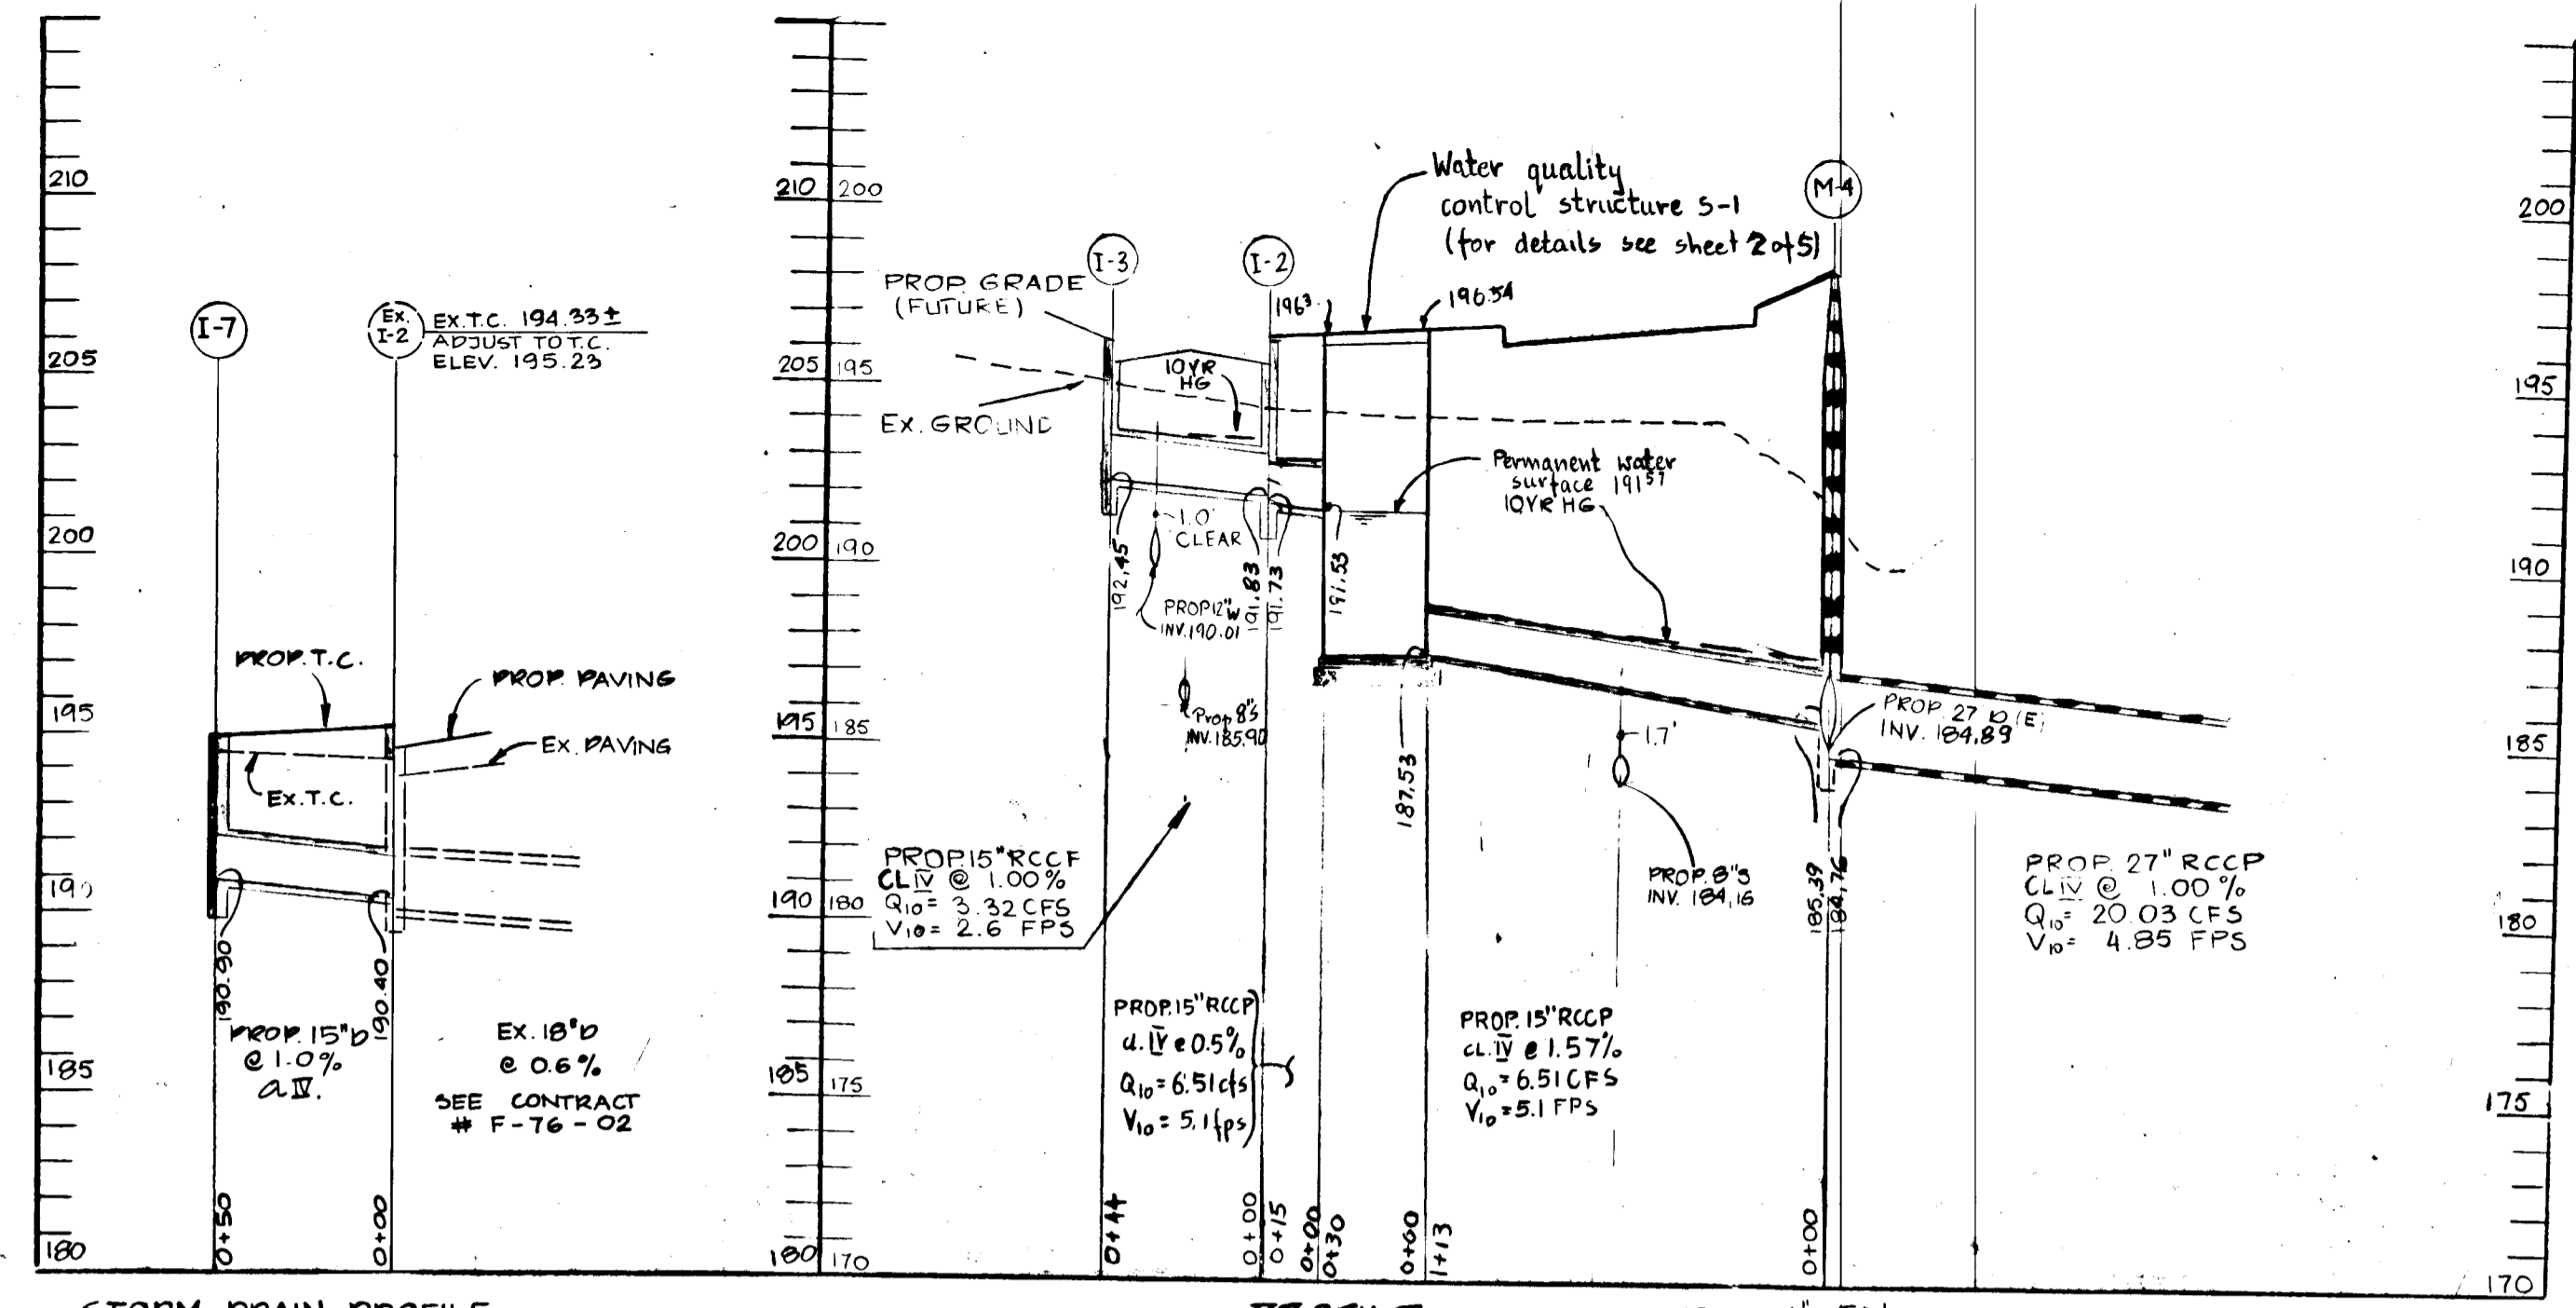 210
205
200
195
190
185
180
I-7
EX.
I-2
EX.T.C. 194.33±
ADJUST TO T.C.
ELEV. 195.23
PROP. T.C.
PROP. PAVING
EX. PAVING
EX.T.C.
190.90
190.40
PROP. 15"D
@ 1.0%
EX. 18"D
@ 0.6%
SEE CONTRACT
# F-76-02
0+50
0+00
STORM DRAIN PROFILE
210 200
205 195
200 190
195 185
190 180
185 175
180 170
PROP. GRADE
(FUTURE)
EX. GROUND
I-3
I-2
10YR
HG
Water quality
control structure S-1
(for details see sheet 2 of 5)
M-4
196.54
Permanent water
surface 191.57
10YR HG
1.0'
CLEAR
PROP 12"W
INV. 190.01
Prop 8"S
INV. 185.90
192.45
191.83
191.73
191.53
187.53
1.7'
PROP. 8"S
INV. 184.16
PROP. 27 D (E)
INV. 184.89
185.39
184.76
PROP. 15" RCCP
CL IV @ 1.00%
Q10= 3.32 CFS
V10= 2.6 FPS
PROP. 15" RCCP
cl. IV @ 0.5%
Q10= 6.51 cfs
V10= 5.1 fps
PROP. 15" RCCP
CL. IV @ 1.57%
Q10= 6.51 CFS
V10= 5.1 FPS
PROP. 27" RCCP
CL IV @ 1.00%
Q10= 20.03 CFS
V10= 4.85 FPS
0+44
0+00
0+15
0+00
0+30
0+60
1+13
0+00
200
195
190
185
180
175
170
PROFILE